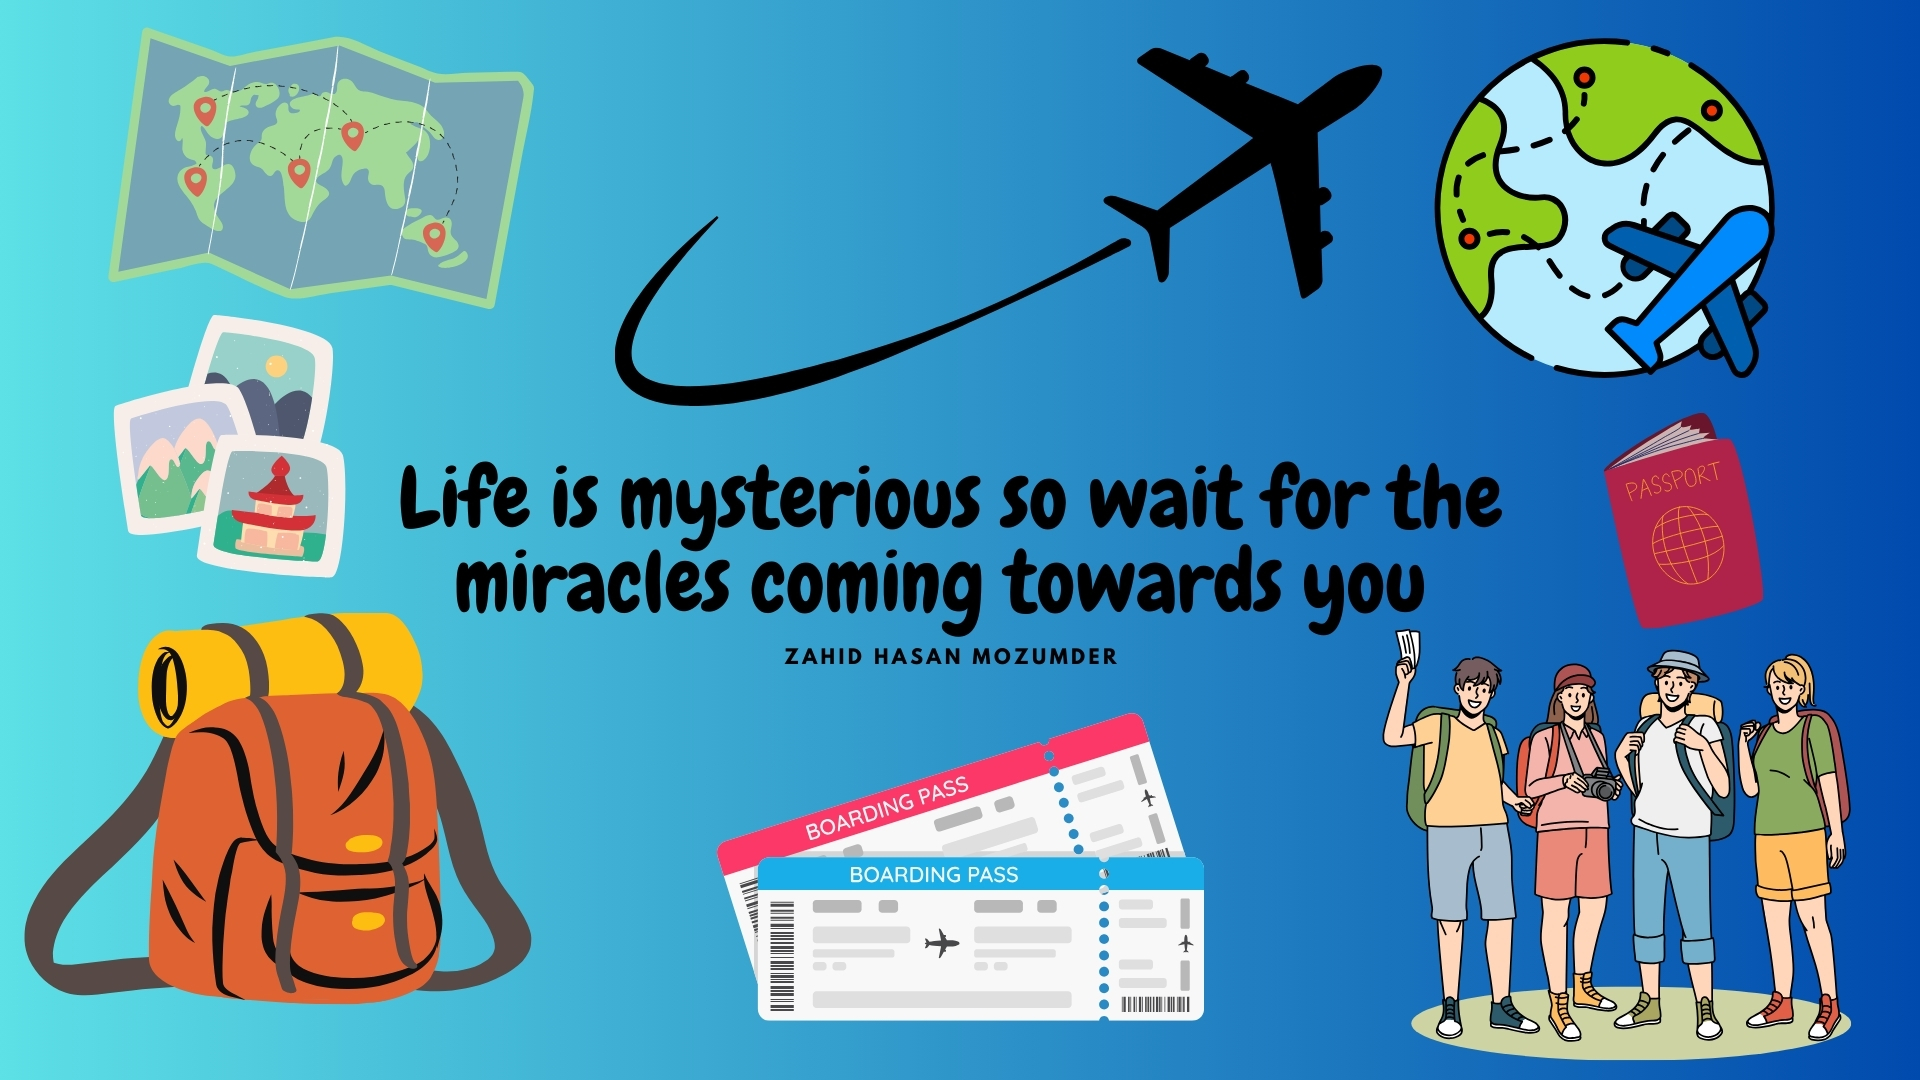 Life is mysterious so wait for the
miracles coming towards you
ZAHID HASAN MOZUMDER
PASSPORT
BOARDING PASS
BOARDING PASS